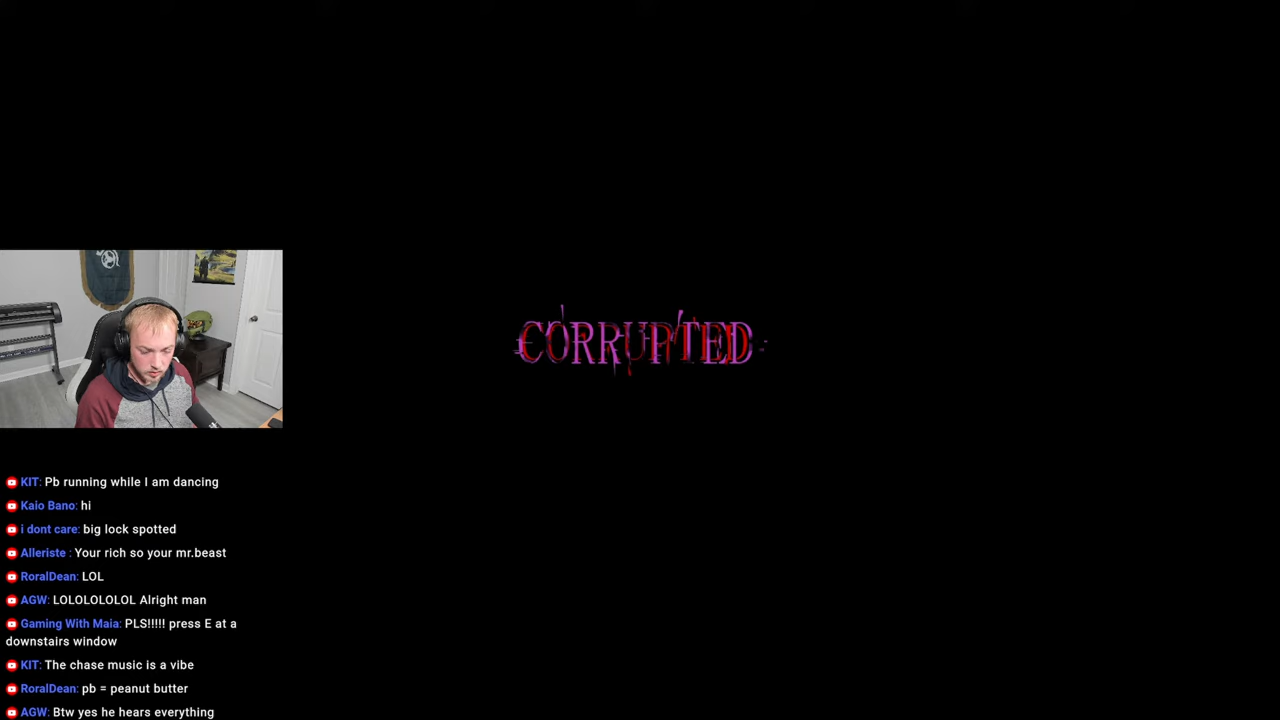 CORRUPTED
KIT: Pb running while I am dancing
Kaio Bano: hi
i dont care: big lock spotted
Alleriste : Your rich so your mr.beast
RoralDean: LOL
AGW: LOLOLOLOLOL Alright man
Gaming With Maia: PLS!!!!! press E at a
downstairs window
KIT: The chase music is a vibe
RoralDean: pb = peanut butter
AGW: Btw yes he hears everything